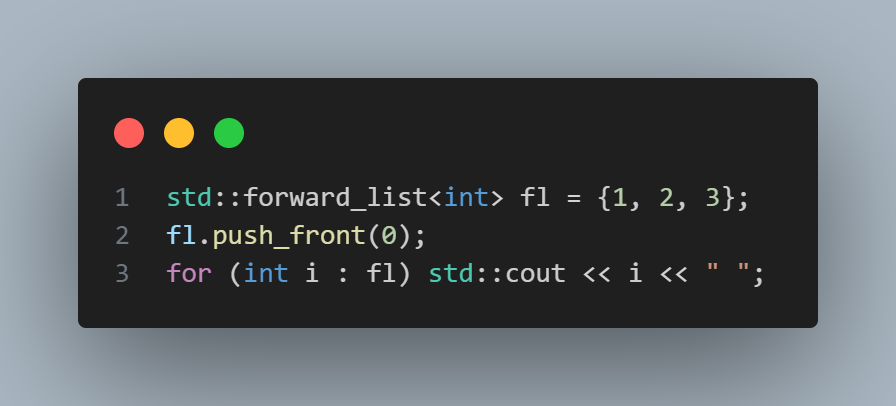 1 std::forward_list<int> fl = {1, 2, 3};
2 fl.push_front(0);
3 for (int i : fl) std::cout << i << " ";